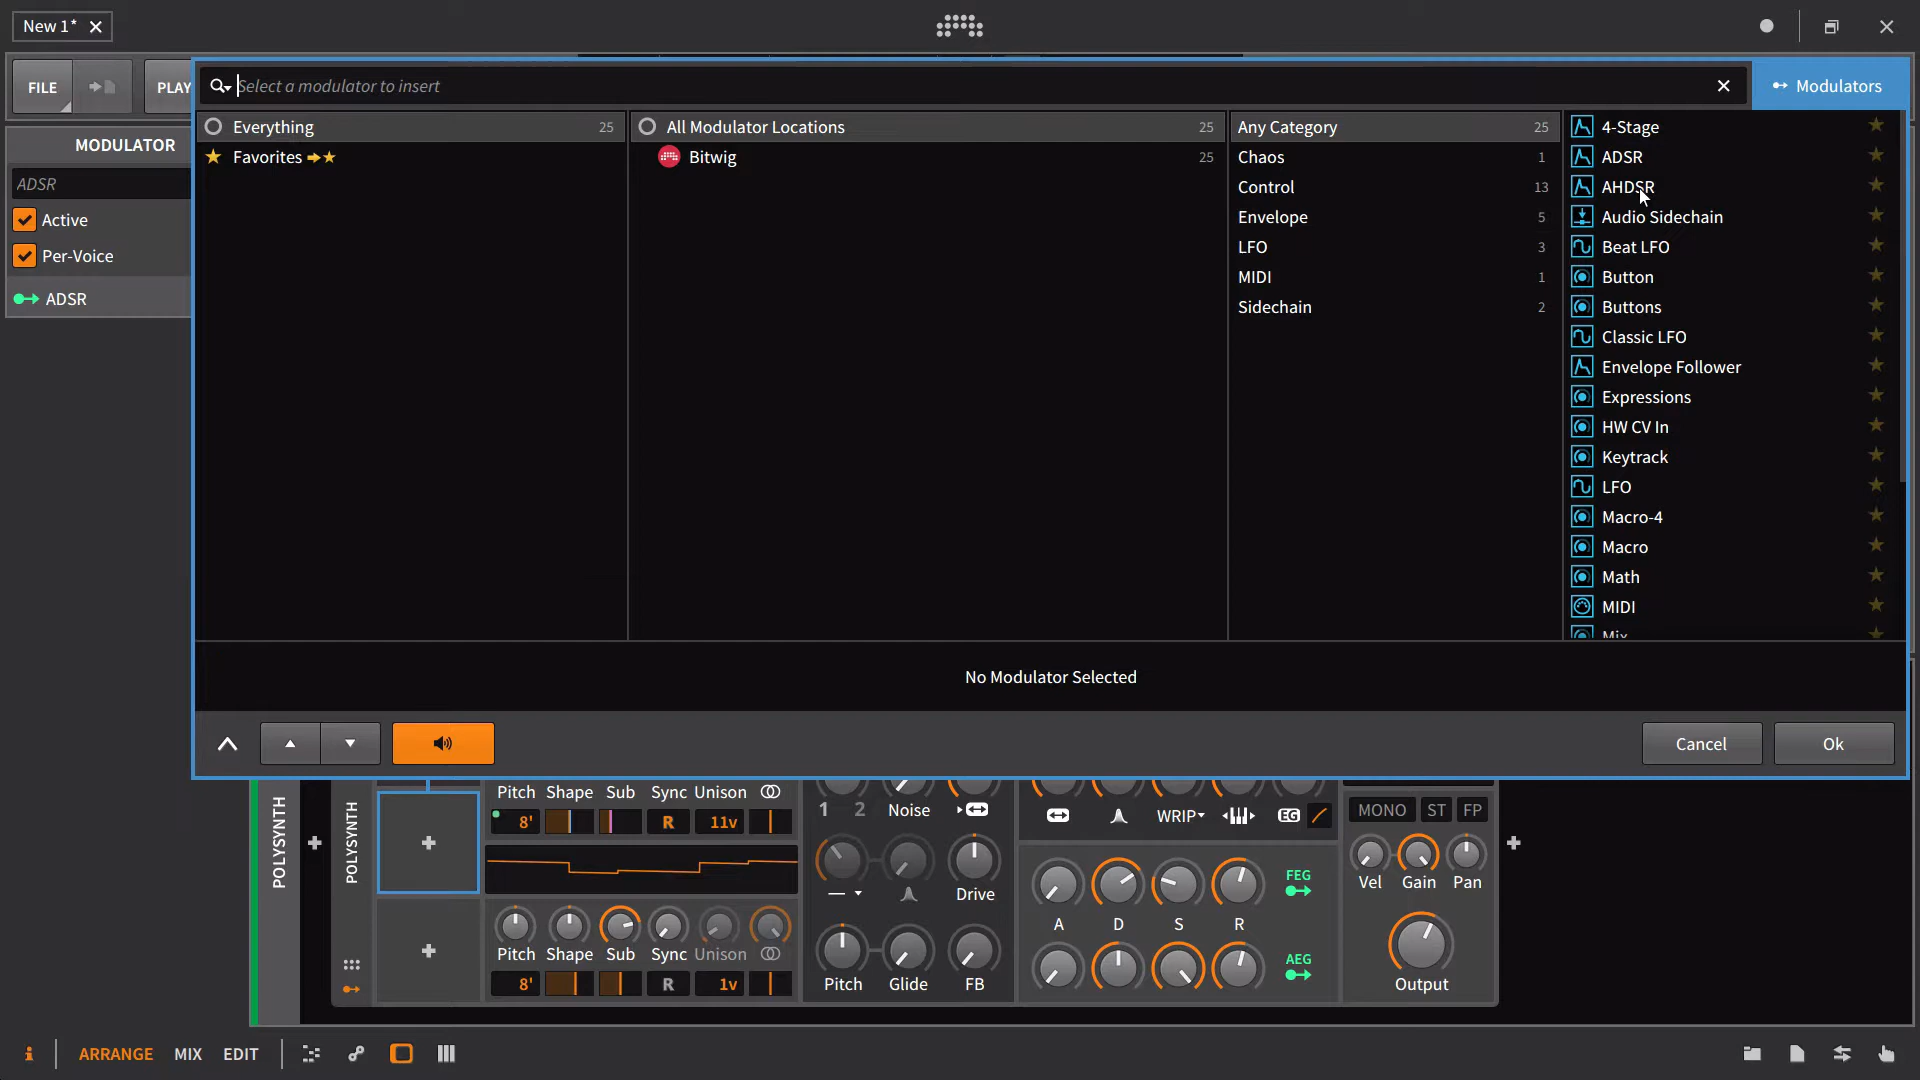 New 1*
FILE
PLAY
Select a modulator to insert
Modulators
MODULATOR
ADSR
Active
Per-Voice
ADSR
Everything 25
Favorites
All Modulator Locations 25
Bitwig 25
Any Category 25
Chaos 1
Control 13
Envelope 5
LFO 3
MIDI 1
Sidechain 2
4-Stage
ADSR
AHDSR
Audio Sidechain
Beat LFO
Button
Buttons
Classic LFO
Envelope Follower
Expressions
HW CV In
Keytrack
LFO
Macro-4
Macro
Math
MIDI
Mix
No Modulator Selected
Cancel
Ok
POLYSYNTH
POLYSYNTH
Pitch Shape Sub Sync Unison
8' R 11v
Pitch Shape Sub Sync Unison
8' R 1v
1 2 Noise
Drive
Pitch Glide FB
WRIP EG
FEG
A D S R
AEG
MONO ST FP
Vel Gain Pan
Output
i ARRANGE MIX EDIT